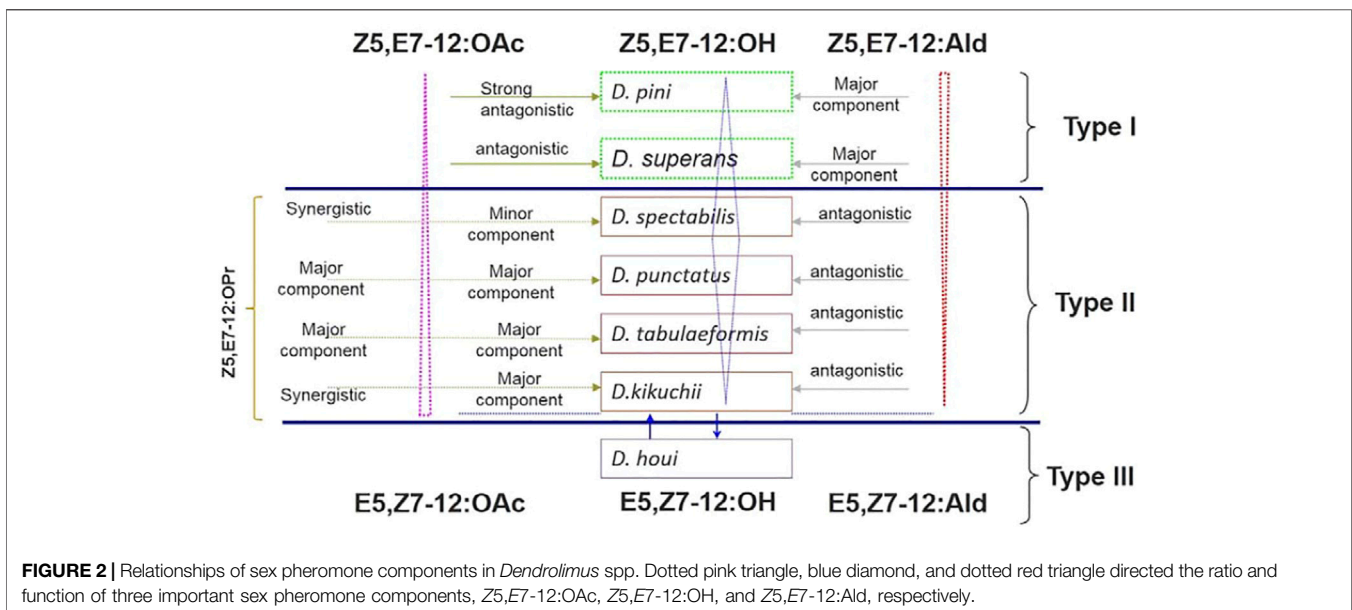 Z5,E7-12:OAc Z5,E7-12:OH Z5,E7-12:Ald
Strong
antagonistic
D. pini
Major
component
Type I
antagonistic
D. superans
Major
component
Z5,E7-12:OPr
Synergistic
Minor
component
D. spectabilis
antagonistic
Major
component
Major
component
D. punctatus
antagonistic
Type II
Major
component
Major
component
D. tabulaeformis
antagonistic
Synergistic
Major
component
D.kikuchii
antagonistic
D. houi
Type III
E5,Z7-12:OAc E5,Z7-12:OH E5,Z7-12:Ald
FIGURE 2 | Relationships of sex pheromone components in Dendrolimus spp. Dotted pink triangle, blue diamond, and dotted red triangle directed the ratio and
function of three important sex pheromone components, Z5,E7-12:OAc, Z5,E7-12:OH, and Z5,E7-12:Ald, respectively.